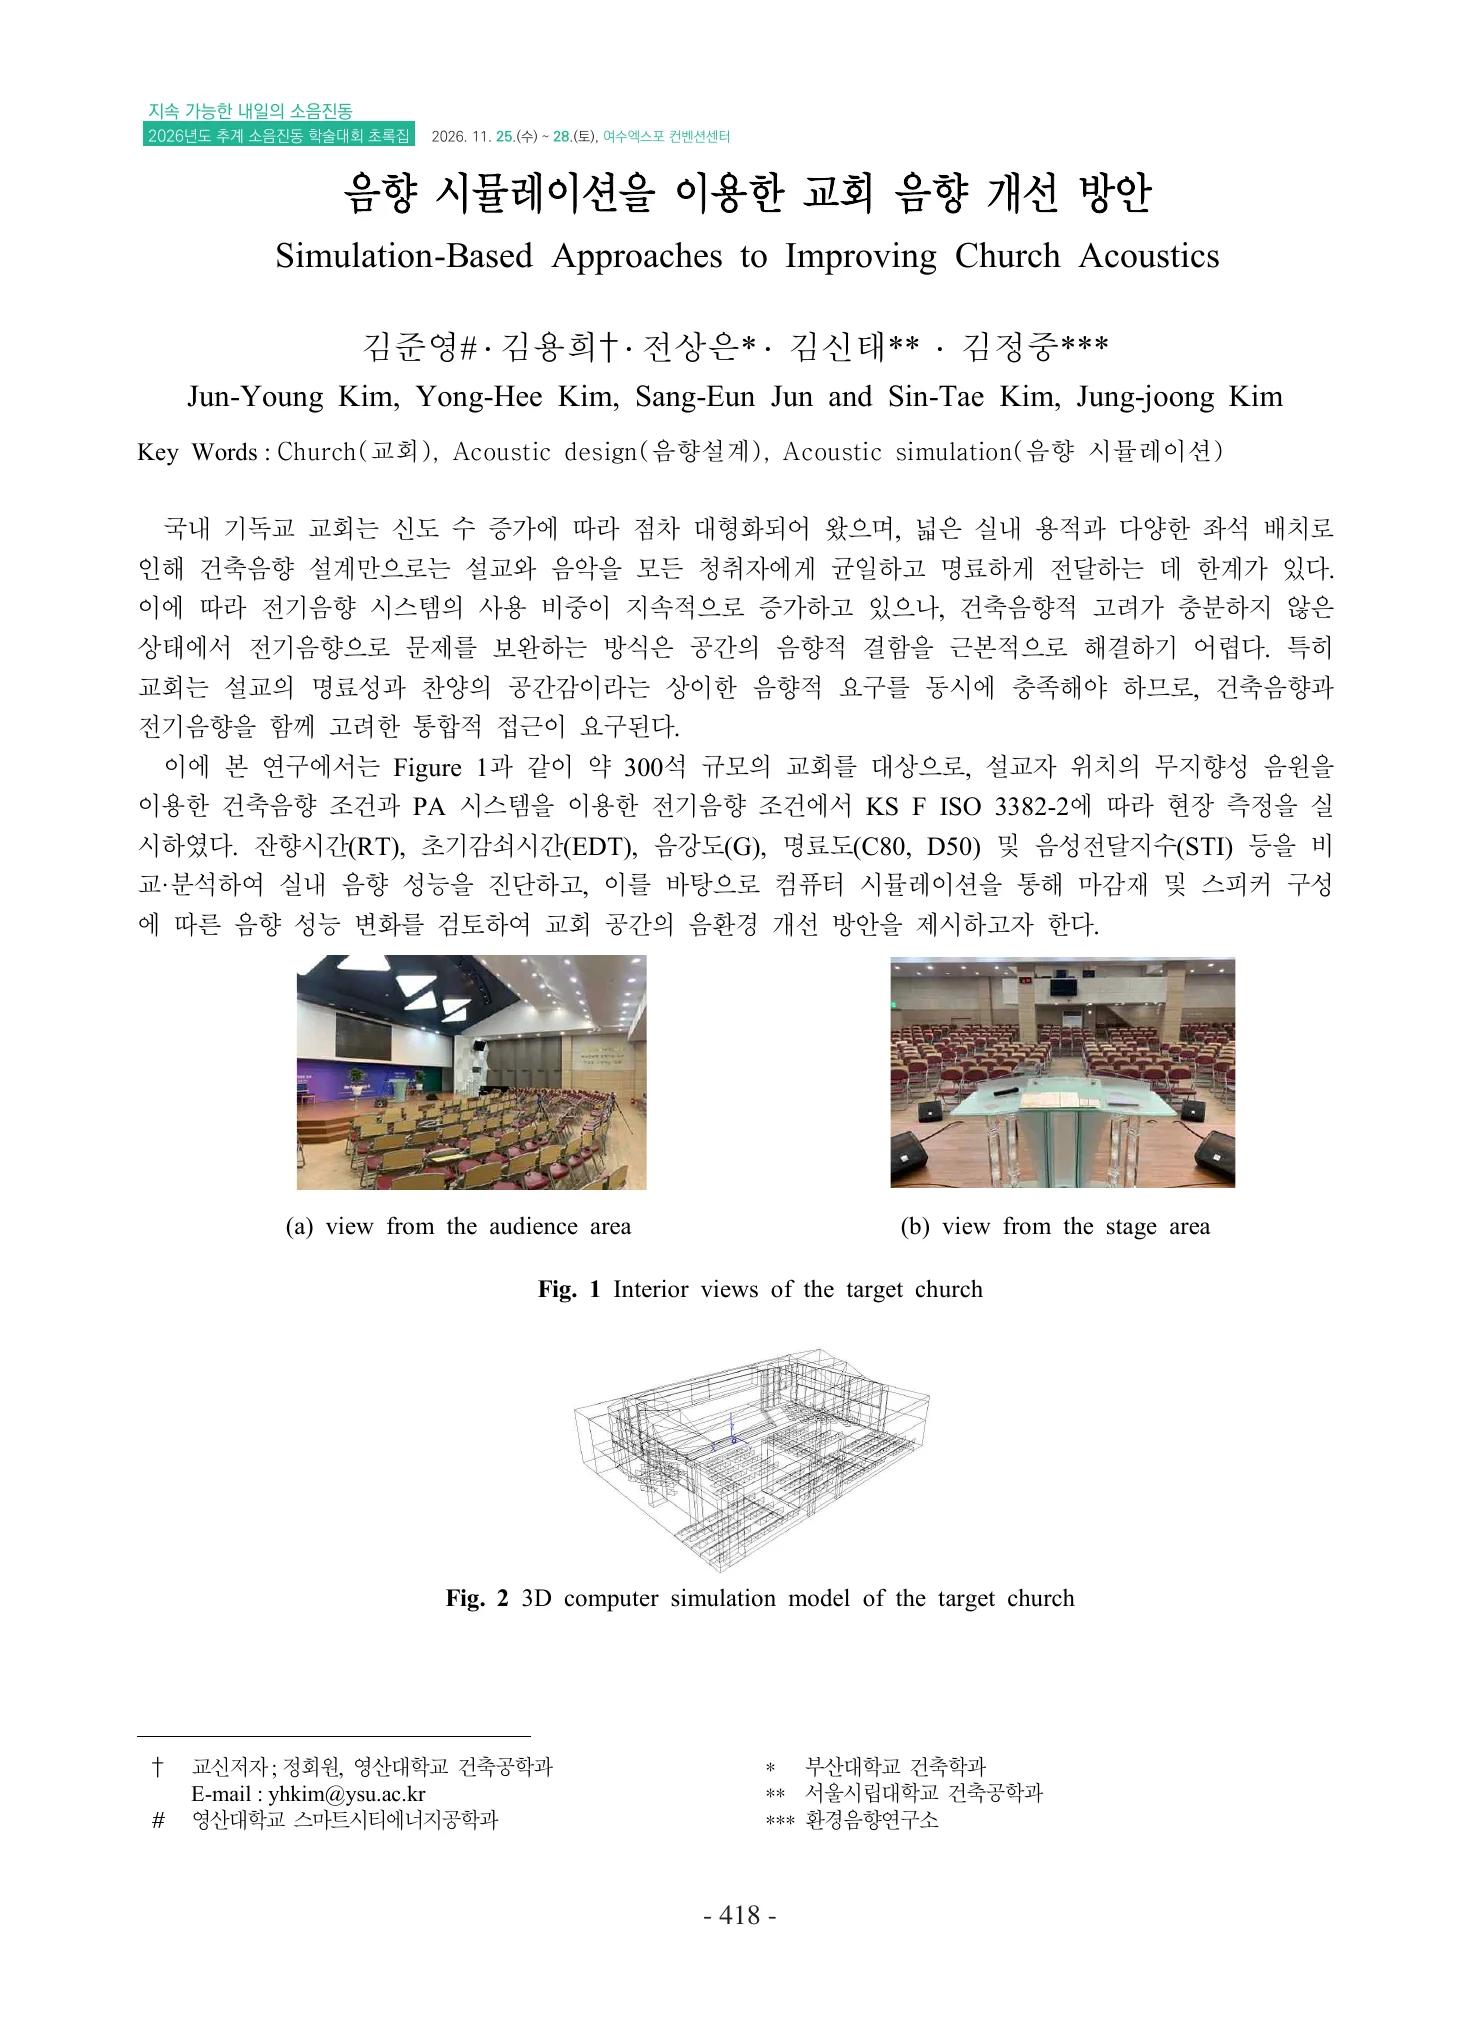 지속 가능한 내일의 소음진동
2026년도 추계 소음진동 학술대회 초록집 2026. 11. 25.(수) ~ 28.(토), 여수엑스포 컨벤션센터
음향 시뮬레이션을 이용한 교회 음향 개선 방안
Simulation-Based Approaches to Improving Church Acoustics
김준영#·김용희†·전상은*· 김신태** · 김정중***
Jun-Young Kim, Yong-Hee Kim, Sang-Eun Jun and Sin-Tae Kim, Jung-joong Kim
Key Words : Church(교회), Acoustic design(음향설계), Acoustic simulation(음향 시뮬레이션)
국내 기독교 교회는 신도 수 증가에 따라 점차 대형화되어 왔으며, 넓은 실내 용적과 다양한 좌석 배치로
인해 건축음향 설계만으로는 설교와 음악을 모든 청취자에게 균일하고 명료하게 전달하는 데 한계가 있다.
이에 따라 전기음향 시스템의 사용 비중이 지속적으로 증가하고 있으나, 건축음향적 고려가 충분하지 않은
상태에서 전기음향으로 문제를 보완하는 방식은 공간의 음향적 결함을 근본적으로 해결하기 어렵다. 특히
교회는 설교의 명료성과 찬양의 공간감이라는 상이한 음향적 요구를 동시에 충족해야 하므로, 건축음향과
전기음향을 함께 고려한 통합적 접근이 요구된다.
이에 본 연구에서는 Figure 1과 같이 약 300석 규모의 교회를 대상으로, 설교자 위치의 무지향성 음원을
이용한 건축음향 조건과 PA 시스템을 이용한 전기음향 조건에서 KS F ISO 3382-2에 따라 현장 측정을 실
시하였다. 잔향시간(RT), 초기감쇠시간(EDT), 음강도(G), 명료도(C80, D50) 및 음성전달지수(STI) 등을 비
교·분석하여 실내 음향 성능을 진단하고, 이를 바탕으로 컴퓨터 시뮬레이션을 통해 마감재 및 스피커 구성
에 따른 음향 성능 변화를 검토하여 교회 공간의 음환경 개선 방안을 제시하고자 한다.
(a) view from the audience area
(b) view from the stage area
Fig. 1 Interior views of the target church
Fig. 2 3D computer simulation model of the target church
† 교신저자; 정회원, 영산대학교 건축공학과
E-mail : yhkim@ysu.ac.kr
# 영산대학교 스마트시티에너지공학과
* 부산대학교 건축학과
** 서울시립대학교 건축공학과
*** 환경음향연구소
- 418 -